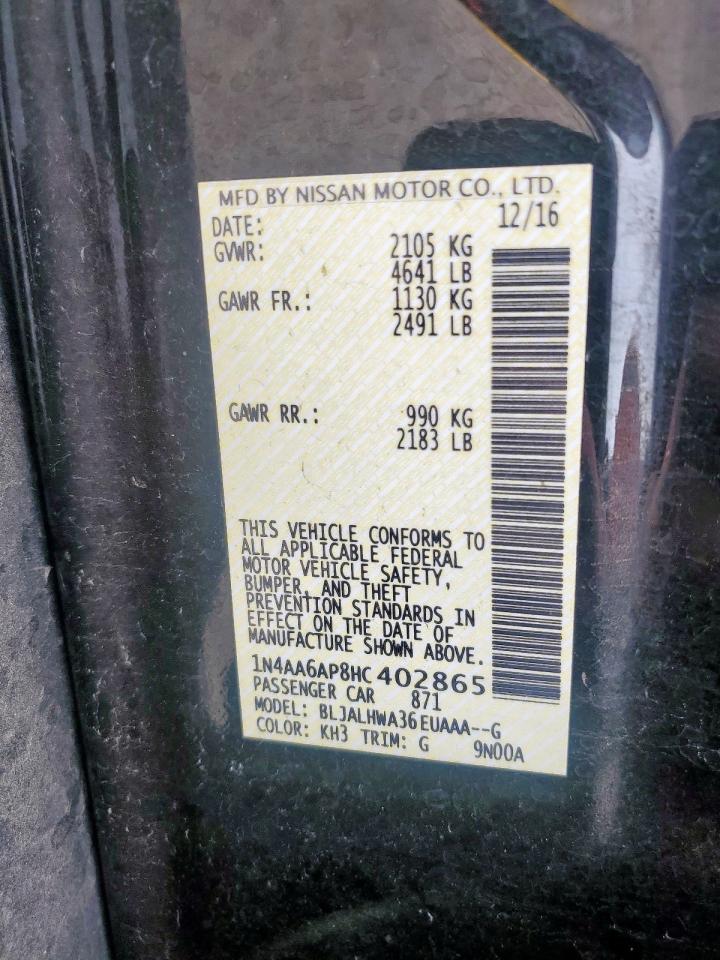 MFD BY NISSAN MOTOR CO., LTD.
DATE: 12/16
GVWR: 2105 KG
4641 LB
GAWR FR.: 1130 KG
2491 LB
GAWR RR.: 990 KG
2183 LB
THIS VEHICLE CONFORMS TO
ALL APPLICABLE FEDERAL
MOTOR VEHICLE SAFETY,
BUMPER, AND THEFT
PREVENTION STANDARDS IN
EFFECT ON THE DATE OF
MANUFACTURE SHOWN ABOVE.
1N4AA6AP8HC402865
PASSENGER CAR 871
MODEL: BLJALHWA36EUAAA--G
COLOR: KH3 TRIM: G 9N00A